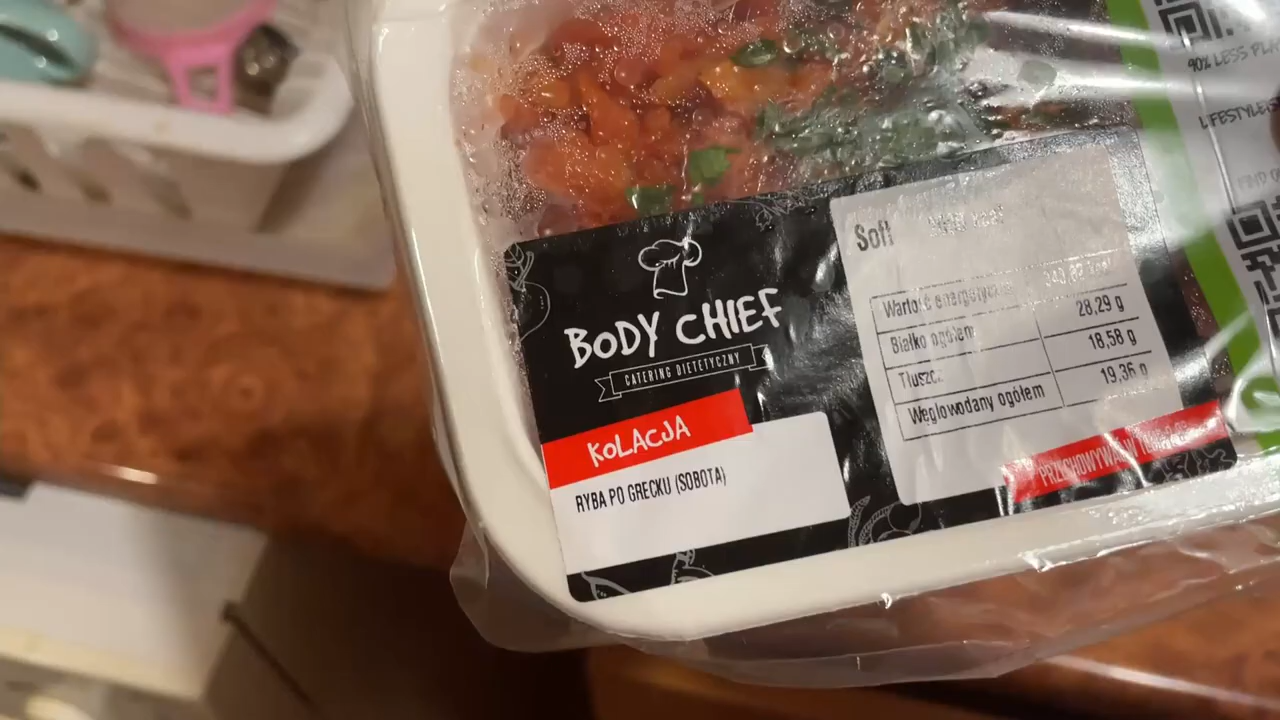 90% LESS
BODY CHIEF
CATERING DIETETYCZNY
KOLACJA
RYBA PO GRECKU (SOBOTA)
Soft
Wartość energetyczna
Białko ogółem 28,29 g
Tłuszcz 18,58 g
Węglowodany ogółem 19,36 g
PRZECHOWYWAĆ W